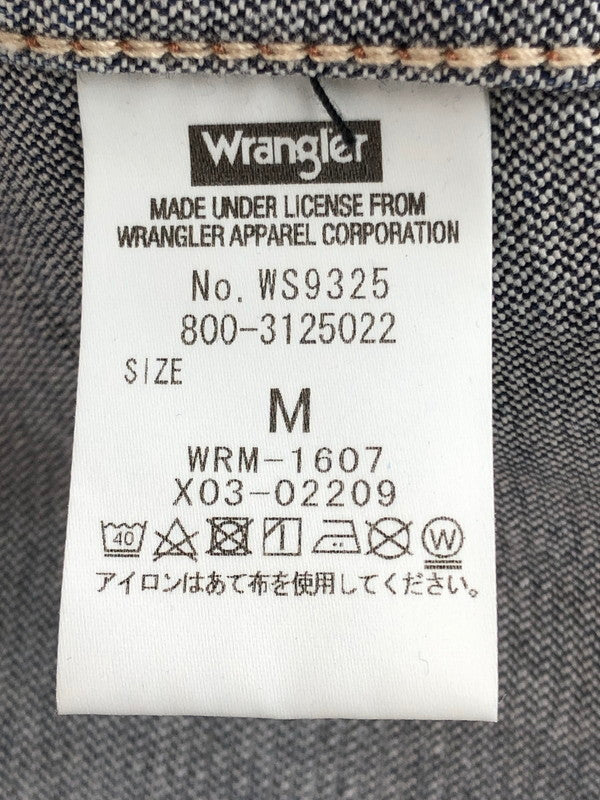 Wrangler
MADE UNDER LICENSE FROM
WRANGLER APPAREL CORPORATION
No. WS9325
800-3125022
SIZE
M
WRM-1607
X03-02209
40 W
アイロンはあて布を使用してください。